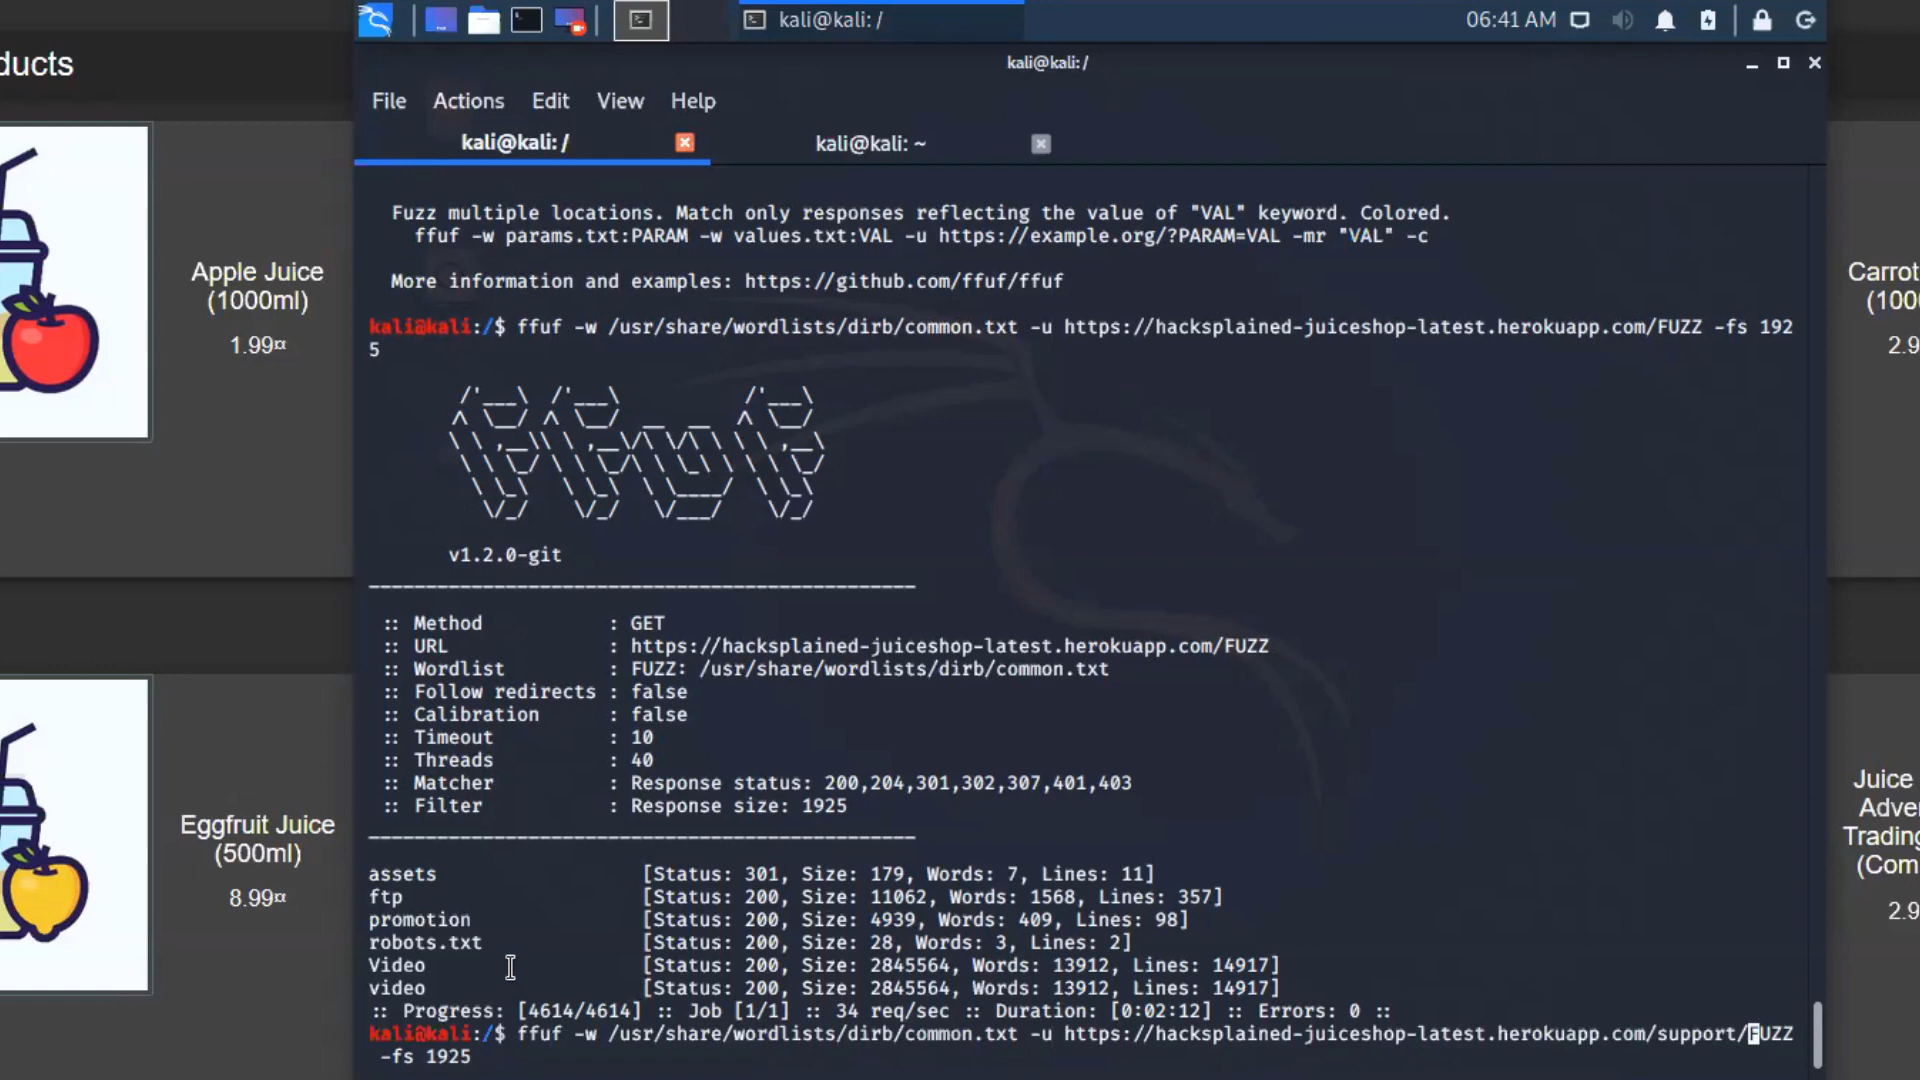 ducts
Apple Juice
(1000ml)
1.99¤
Eggfruit Juice
(500ml)
8.99¤
kali@kali: /
06:41 AM
kali@kali: /
File Actions Edit View Help
kali@kali: /
kali@kali: ~
Fuzz multiple locations. Match only responses reflecting the value of "VAL" keyword. Colored.
ffuf -w params.txt:PARAM -w values.txt:VAL -u https://example.org/?PARAM=VAL -mr "VAL" -c
More information and examples: https://github.com/ffuf/ffuf
kali@kali:/$ ffuf -w /usr/share/wordlists/dirb/common.txt -u https://hacksplained-juiceshop-latest.herokuapp.com/FUZZ -fs 192
5
v1.2.0-git
:: Method : GET
:: URL : https://hacksplained-juiceshop-latest.herokuapp.com/FUZZ
:: Wordlist : FUZZ: /usr/share/wordlists/dirb/common.txt
:: Follow redirects : false
:: Calibration : false
:: Timeout : 10
:: Threads : 40
:: Matcher : Response status: 200,204,301,302,307,401,403
:: Filter : Response size: 1925
assets [Status: 301, Size: 179, Words: 7, Lines: 11]
ftp [Status: 200, Size: 11062, Words: 1568, Lines: 357]
promotion [Status: 200, Size: 4939, Words: 409, Lines: 98]
robots.txt [Status: 200, Size: 28, Words: 3, Lines: 2]
Video [Status: 200, Size: 2845564, Words: 13912, Lines: 14917]
video [Status: 200, Size: 2845564, Words: 13912, Lines: 14917]
:: Progress: [4614/4614] :: Job [1/1] :: 34 req/sec :: Duration: [0:02:12] :: Errors: 0 ::
kali@kali:/$ ffuf -w /usr/share/wordlists/dirb/common.txt -u https://hacksplained-juiceshop-latest.herokuapp.com/support/FUZZ
-fs 1925
Carrot
(100
2.9
Juice
Adver
Trading
(Com
2.9